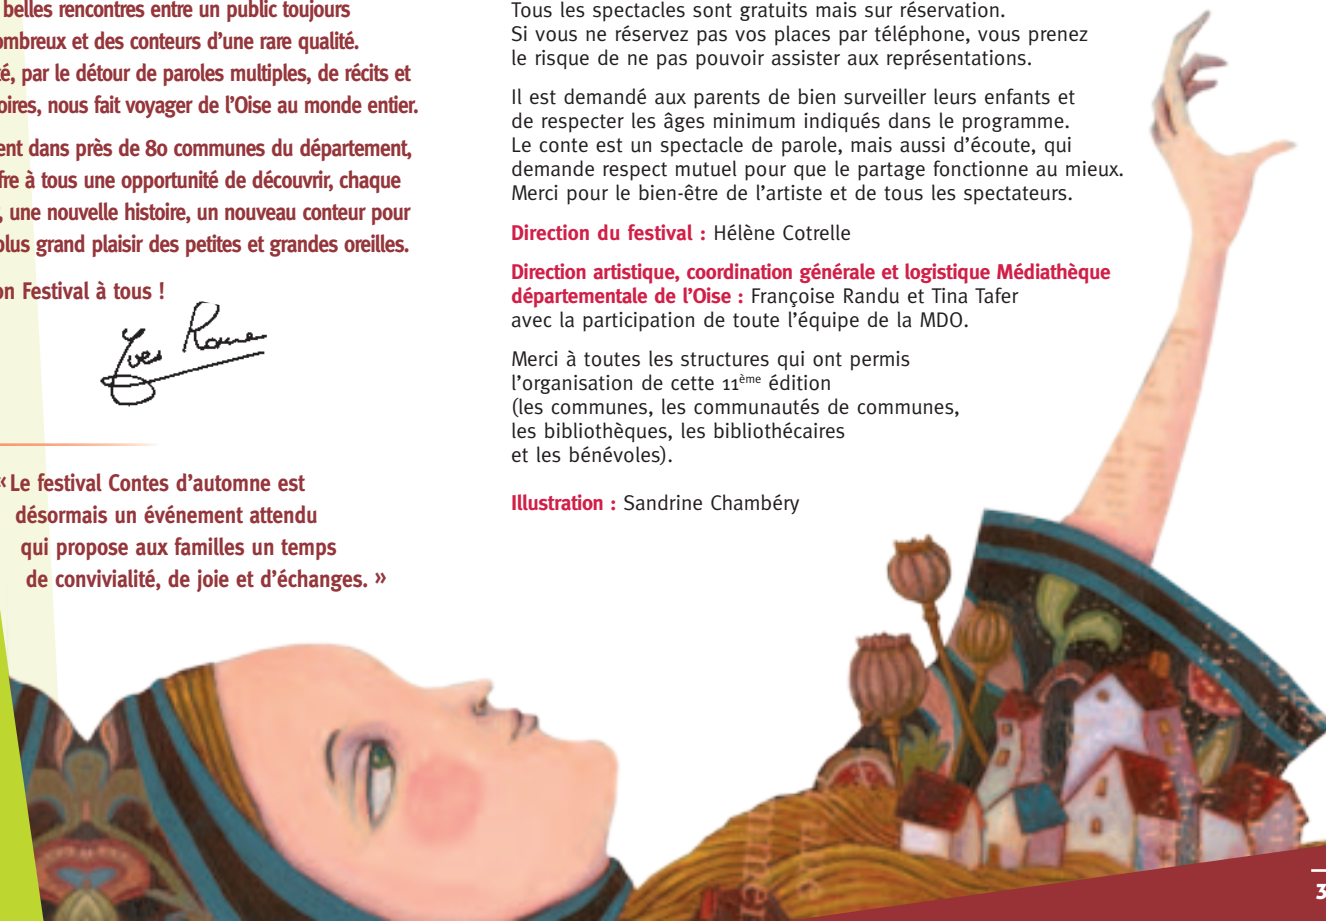 belles rencontres entre un public toujours
ombreux et des conteurs d’une rare qualité.
té, par le détour de paroles multiples, de récits et
oires, nous fait voyager de l’Oise au monde entier.
ent dans près de 80 communes du département,
fre à tous une opportunité de découvrir, chaque
, une nouvelle histoire, un nouveau conteur pour
plus grand plaisir des petites et grandes oreilles.
on Festival à tous !
Yves Rome
« Le festival Contes d’automne est
désormais un événement attendu
qui propose aux familles un temps
de convivialité, de joie et d’échanges. »
Tous les spectacles sont gratuits mais sur réservation.
Si vous ne réservez pas vos places par téléphone, vous prenez
le risque de ne pas pouvoir assister aux représentations.
Il est demandé aux parents de bien surveiller leurs enfants et
de respecter les âges minimum indiqués dans le programme.
Le conte est un spectacle de parole, mais aussi d’écoute, qui
demande respect mutuel pour que le partage fonctionne au mieux.
Merci pour le bien-être de l’artiste et de tous les spectateurs.
Direction du festival : Hélène Cotrelle
Direction artistique, coordination générale et logistique Médiathèque
départementale de l’Oise : Françoise Randu et Tina Tafer
avec la participation de toute l’équipe de la MDO.
Merci à toutes les structures qui ont permis
l’organisation de cette 11ème édition
(les communes, les communautés de communes,
les bibliothèques, les bibliothécaires
et les bénévoles).
Illustration : Sandrine Chambéry
3